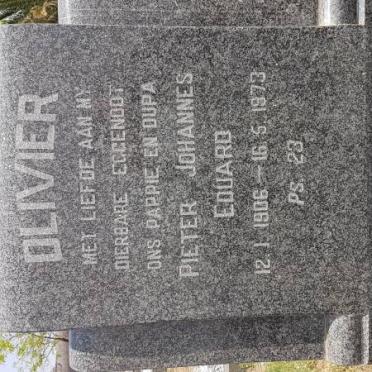 OLIVIER
MET LIEFDE AAN MY
DIERBARE EGGENOOT
ONS PAPPIE EN OUPA
PIETER JOHANNES
EDUARD
12.1.1906 – 16.5.1973
PS. 23